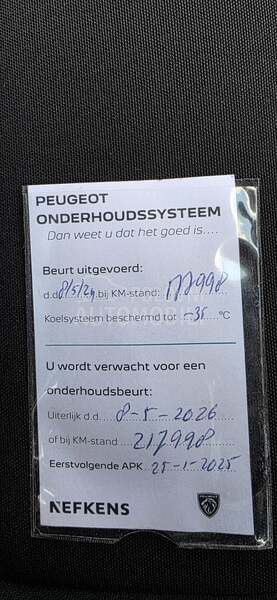 PEUGEOT
ONDERHOUDSSYSTEEM
Dan weet u dat het goed is....
Beurt uitgevoerd:
d.d. 8/5/24 bij KM-stand: 177998
Koelsysteem beschermd tot -35 °C
U wordt verwacht voor een
onderhoudsbeurt:
Uiterlijk d.d. 8-5-2026
of bij KM-stand 217998
Eerstvolgende APK 25-1-2025
NEFKENS